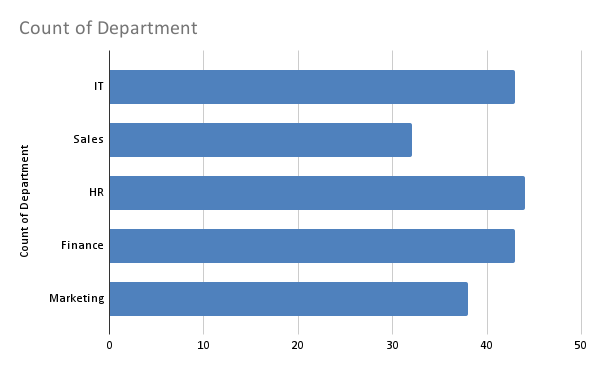 Count of Department
Count of Department
IT
Sales
HR
Finance
Marketing
0 10 20 30 40 50